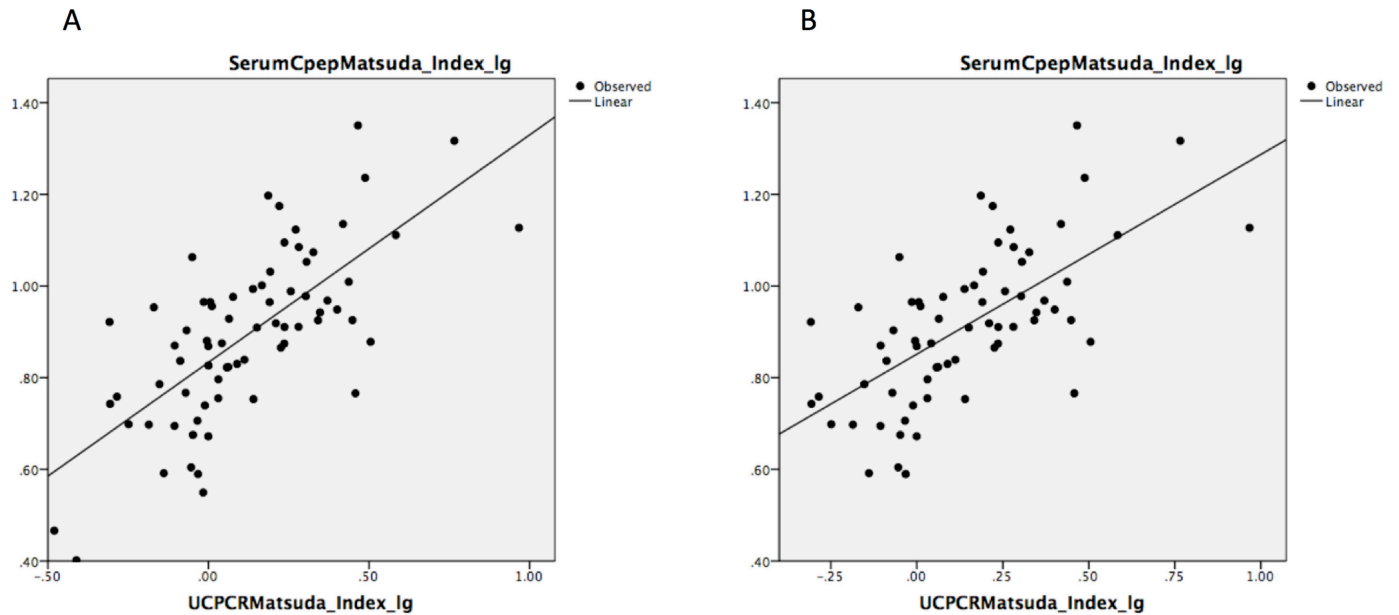 A
SerumCpepMatsuda_Index_lg
Observed
Linear
1.40
1.20
1.00
.80
.60
.40
-.50
.00
.50
1.00
UCPCRMatsuda_Index_lg
B
SerumCpepMatsuda_Index_lg
Observed
Linear
1.40
1.20
1.00
.80
.60
.40
-.25
.00
.25
.50
.75
1.00
UCPCRMatsuda_Index_lg